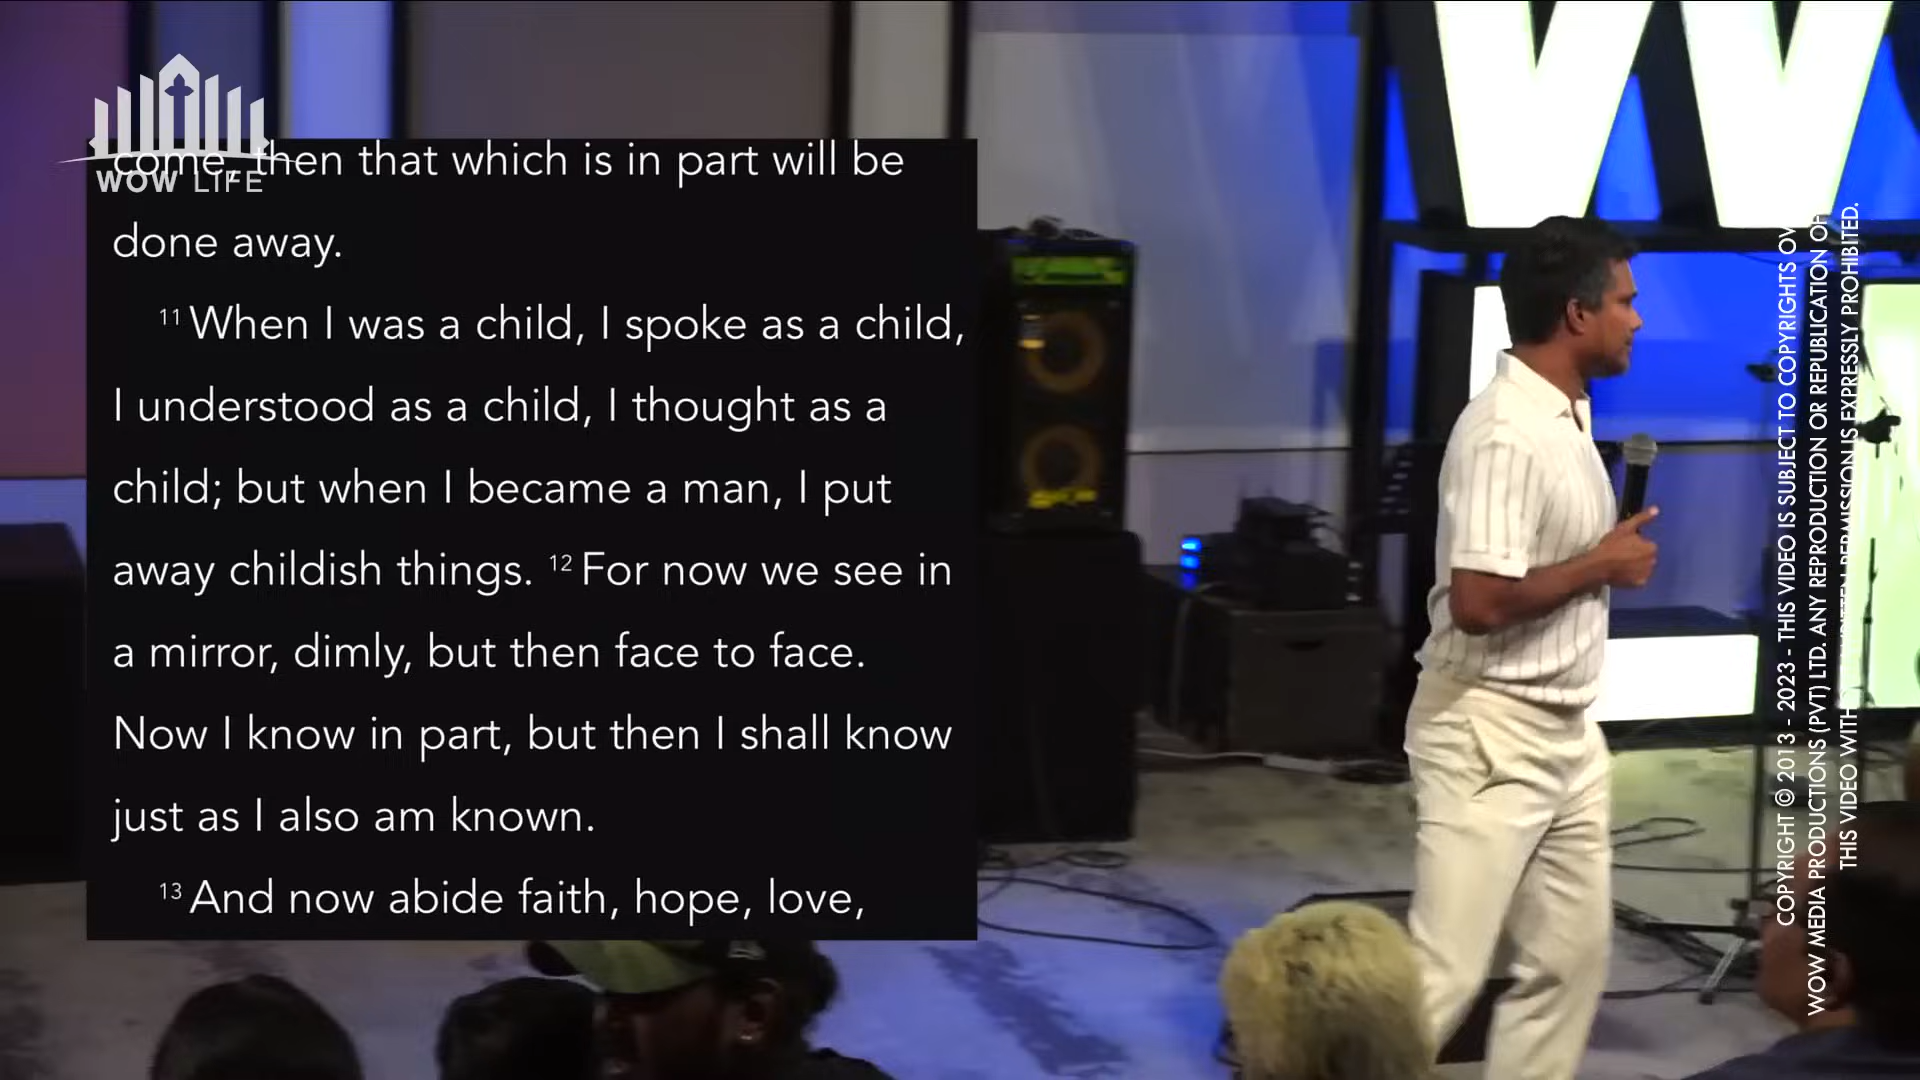 WOW LIFE
come, then that which is in part will be
done away.
11 When I was a child, I spoke as a child,
I understood as a child, I thought as a
child; but when I became a man, I put
away childish things. 12 For now we see in
a mirror, dimly, but then face to face.
Now I know in part, but then I shall know
just as I also am known.
13 And now abide faith, hope, love,
COPYRIGHT © 2013 - 2023 - THIS VIDEO IS SUBJECT TO COPYRIGHTS
WOW MEDIA PRODUCTIONS (PVT) LTD. ANY REPRODUCTION OR REPUBLICATION OF
THIS VIDEO WITH PERMISSION IS EXPRESSLY PROHIBITED.